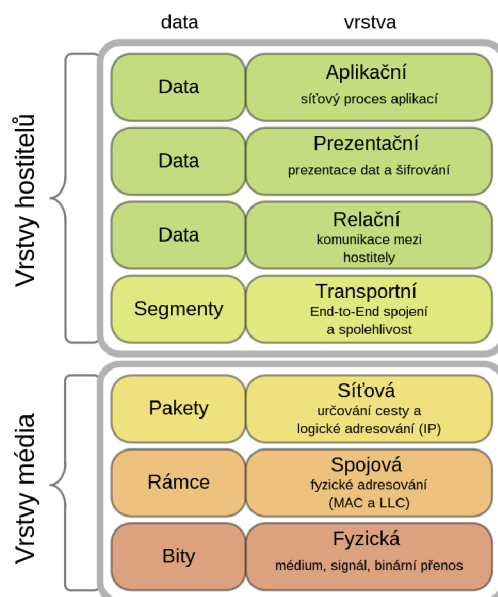 data vrstva
Vrstvy hostitelů
Data
Aplikační
síťový proces aplikací
Data
Prezentační
prezentace dat a šifrování
Data
Relační
komunikace mezi
hostitely
Segmenty
Transportní
End-to-End spojení
a spolehlivost
Vrstvy média
Pakety
Síťová
určování cesty a
logické adresování (IP)
Rámce
Spojová
fyzické adresování
(MAC a LLC)
Bity
Fyzická
médium, signál, binární přenos